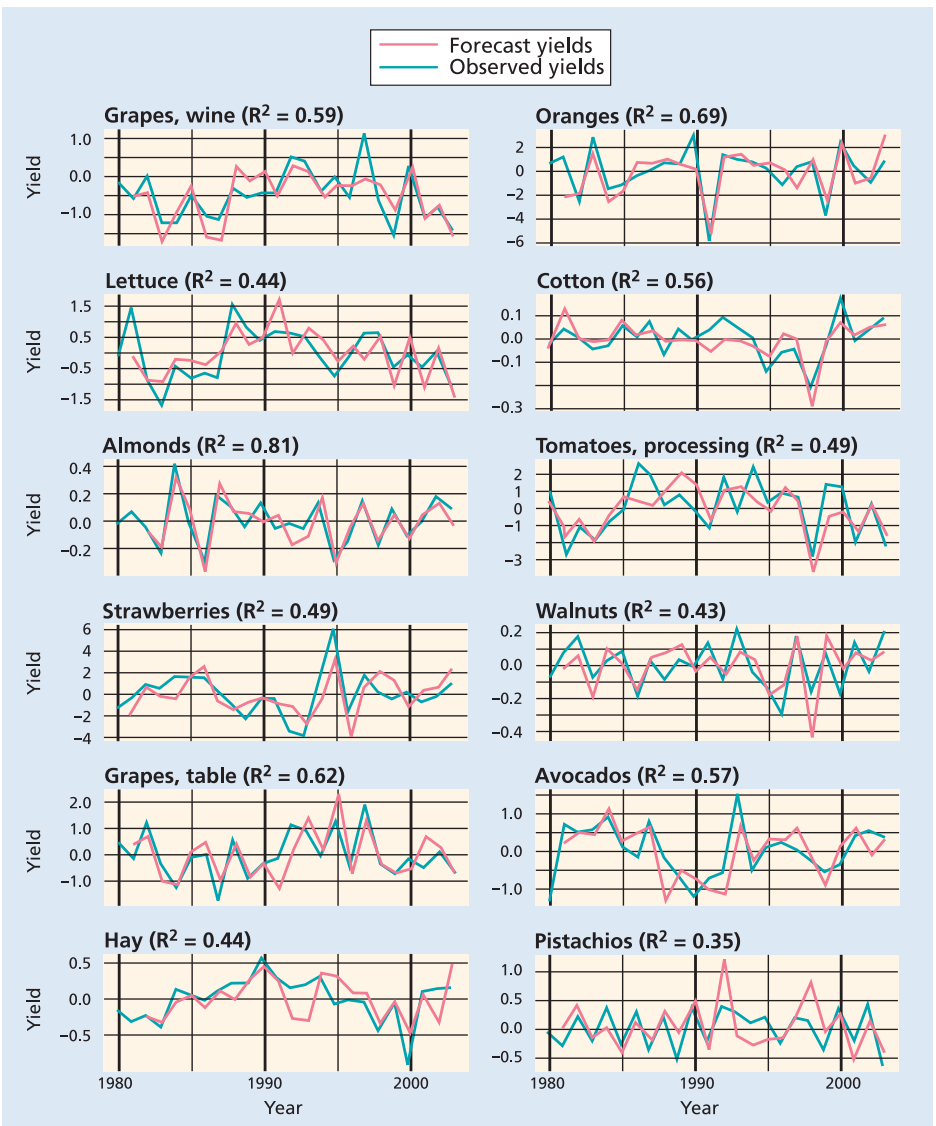 Forecast yields
Observed yields
Grapes, wine (R² = 0.59)
Yield
1.0
0.0
−1.0
Oranges (R² = 0.69)
2
0
−2
−4
−6
Lettuce (R² = 0.44)
Yield
1.5
0.5
−0.5
−1.5
Cotton (R² = 0.56)
0.1
0.0
−0.1
−0.3
Almonds (R² = 0.81)
Yield
0.4
0.2
0.0
−0.2
Tomatoes, processing (R² = 0.49)
2
1
0
−1
−3
Strawberries (R² = 0.49)
Yield
6
4
2
0
−2
−4
Walnuts (R² = 0.43)
0.2
0.0
−0.2
−0.4
Grapes, table (R² = 0.62)
Yield
2.0
1.0
0.0
−1.0
Avocados (R² = 0.57)
1.0
0.0
−1.0
Hay (R² = 0.44)
Yield
0.5
0.0
−0.5
1980
1990
2000
Year
Pistachios (R² = 0.35)
1.0
0.5
0.0
−0.5
1980
1990
2000
Year